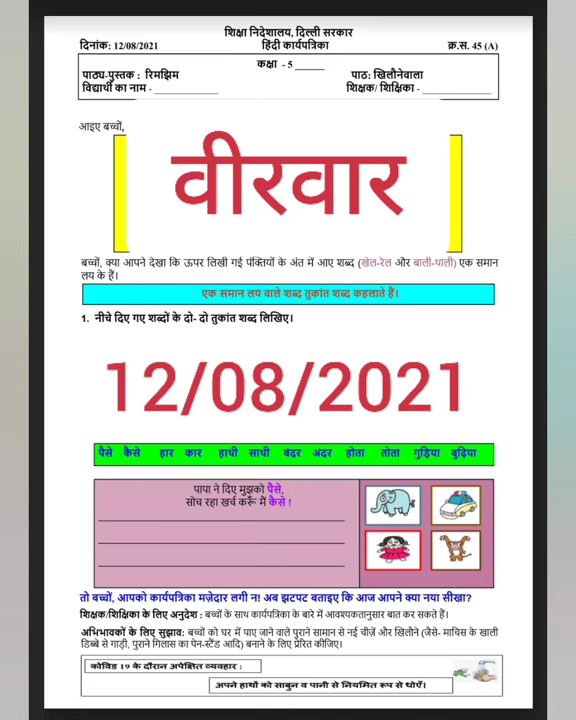 शिक्षा निदेशालय, दिल्ली सरकार
दिनांक: 12/08/2021 हिंदी कार्यपत्रिका क्र.स. 45 (A)
कक्षा - 5 ______
पाठ्य-पुस्तक : रिमझिम पाठ: खिलौनेवाला
विद्यार्थी का नाम - ______________ शिक्षक/ शिक्षिका - ______________
आइए बच्चों,
वीरवार
बच्चों, क्या आपने देखा कि ऊपर लिखी गई पंक्तियों के अंत में आए शब्द (खेल-रेल और बाली-थाली) एक समान
लय के हैं।
एक समान लय वाले शब्द तुकांत शब्द कहलाते हैं।
1. नीचे दिए गए शब्दों के दो- दो तुकांत शब्द लिखिए।
12/08/2021
पैसे कैसे हार कार हाथी साथी बंदर अंदर होता तोता गुड़िया बुढ़िया
पापा ने दिए मुझको पैसे,
सोच रहा खर्च करूँ मैं कैसे !
तो बच्चों, आपको कार्यपत्रिका मज़ेदार लगी न! अब झटपट बताइए कि आज आपने क्या नया सीखा?
शिक्षक/शिक्षिका के लिए अनुदेश : बच्चों के साथ कार्यपत्रिका के बारे में आवश्यकतानुसार बात कर सकते हैं।
अभिभावकों के लिए सुझाव: बच्चों को घर में पाए जाने वाले पुराने सामान से नई चीज़ें और खिलौने (जैसे- माचिस के खाली
डिब्बे से गाड़ी, पुराने गिलास का पेन-स्टैंड आदि) बनाने के लिए प्रेरित कीजिए।
कोविड 19 के दौरान अपेक्षित व्यवहार :
अपने हाथों को साबुन व पानी से नियमित रूप से धोएँ।